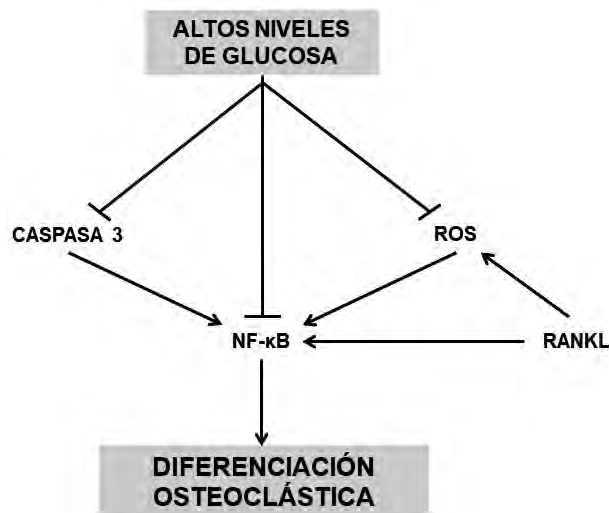 ALTOS NIVELES
DE GLUCOSA
CASPASA 3
ROS
NF-κB
RANKL
DIFERENCIACIÓN
OSTEOCLÁSTICA